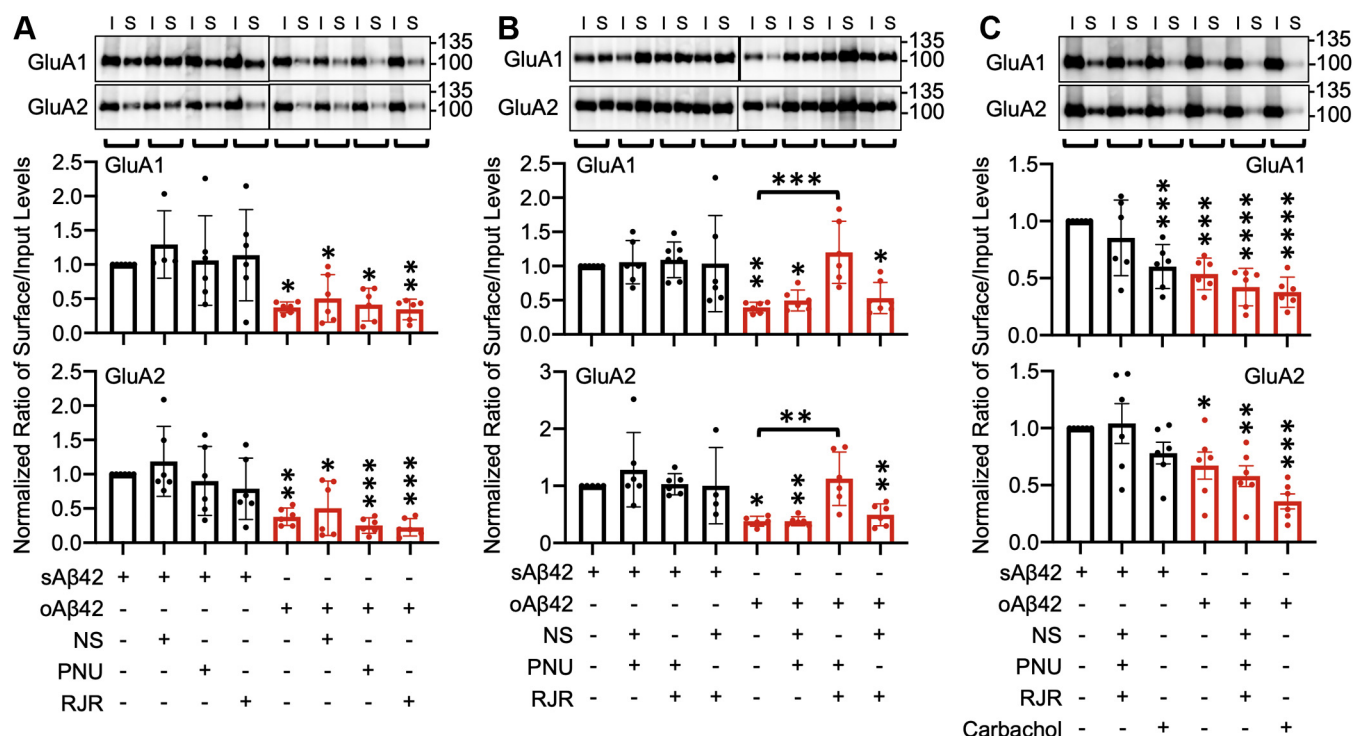 A
I S I S I S I S I S I S I S I S
GluA1
-135
-100
GluA2
-135
-100
Normalized Ratio of Surface/Input Levels
2.5
2.0
1.5
1.0
0.5
0.0
GluA1
* * * **
2.5
2.0
1.5
1.0
0.5
0.0
GluA2
** * *** ***
sAβ42 + + + + - - - -
oAβ42 - - - - + + + +
NS - + - - - + - -
PNU - - + - - - + -
RJR - - - + - - - +
B
I S I S I S I S I S I S I S I S
GluA1
-135
-100
GluA2
-135
-100
Normalized Ratio of Surface/Input Levels
2.5
2.0
1.5
1.0
0.5
0.0
GluA1
***
** * *
3
2
1
0
GluA2
**
* ** **
sAβ42 + + + + - - - -
oAβ42 - - - - + + + +
NS - + - + - + - +
PNU - + + - - + + -
RJR - - + + - - + +
C
I S I S I S I S I S I S
GluA1
-135
-100
GluA2
-135
-100
Normalized Ratio of Surface/Input Levels
1.5
1.0
0.5
0.0
GluA1
*** *** **** ****
1.5
1.0
0.5
0.0
GluA2
* ** ***
sAβ42 + + + - - -
oAβ42 - - - + + +
NS - + - - + -
PNU - + - - + -
RJR - + - - + -
Carbachol - - + - - +